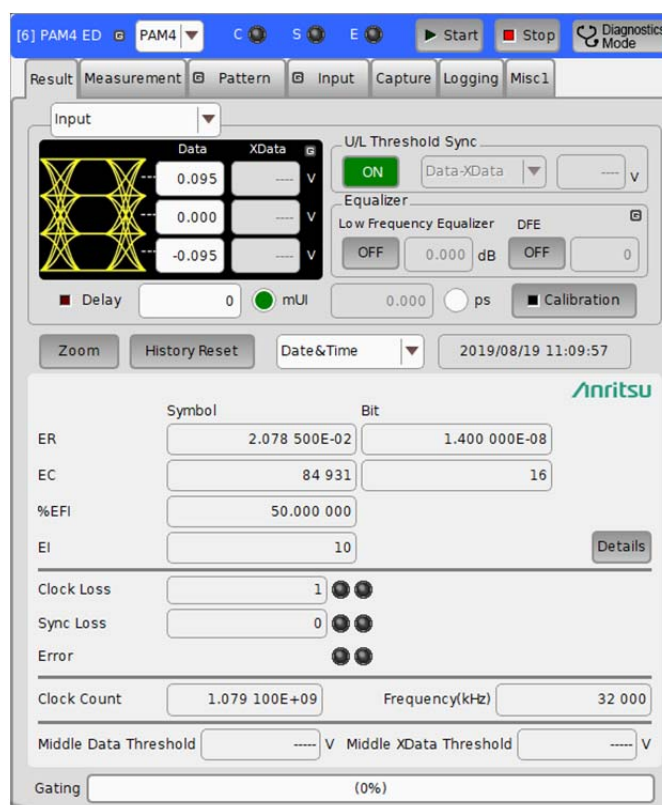 [6] PAM4 ED G PAM4 C S E Start Stop Diagnostics Mode
Result Measurement G Pattern G Input Capture Logging Misc1
Input
Data XData G
0.095 ---- V
0.000 ---- V
-0.095 ---- V
U/L Threshold Sync
ON Data-XData ---- V
Equalizer
Low Frequency Equalizer DFE G
OFF 0.000 dB OFF 0
Delay 0 mUI 0.000 ps Calibration
Zoom History Reset Date&Time 2019/08/19 11:09:57
Anritsu
Symbol Bit
ER 2.078 500E-02 1.400 000E-08
EC 84 931 16
%EFI 50.000 000
EI 10 Details
Clock Loss 1
Sync Loss 0
Error
Clock Count 1.079 100E+09 Frequency(kHz) 32 000
Middle Data Threshold ----- V Middle XData Threshold ----- V
Gating (0%)